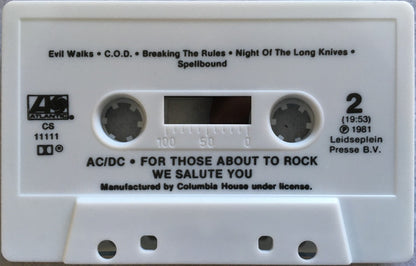 Evil Walks • C.O.D. • Breaking The Rules • Night Of The Long Knives •
Spellbound
ATLANTIC
CS
11111
2
(19:53)
℗ 1981
Leidseplein
Presse B.V.
100 50 0
AC/DC • FOR THOSE ABOUT TO ROCK
WE SALUTE YOU
Manufactured by Columbia House under license.